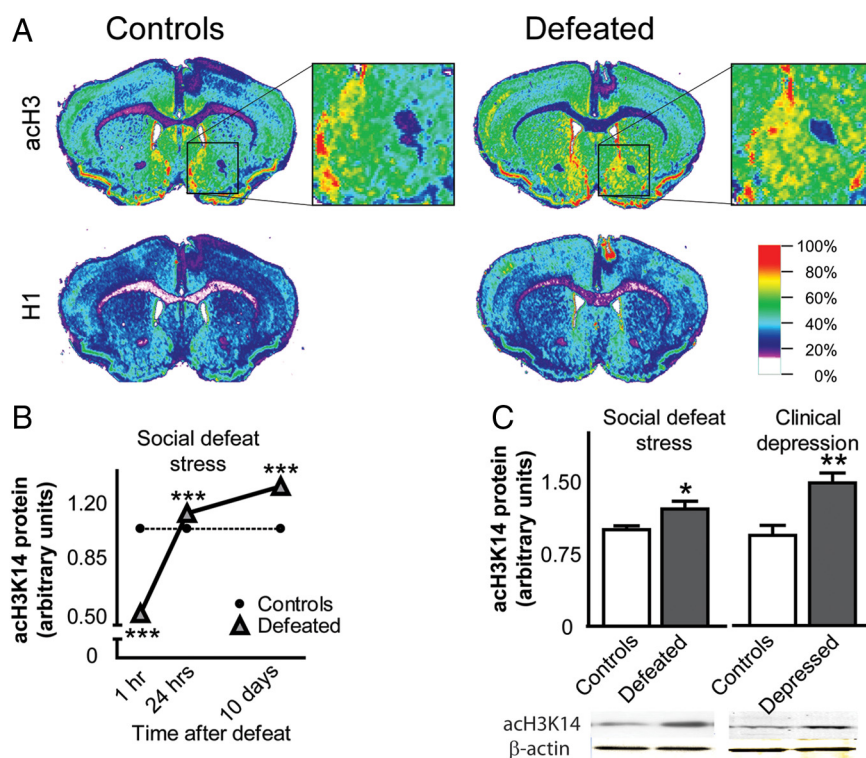 A
Controls
Defeated
acH3
H1
100%
80%
60%
40%
20%
0%
B
Social defeat
stress
acH3K14 protein
(arbitrary units)
1.20
0.85
0.50
0
***
***
***
Controls
Defeated
1 hr
24 hrs
10 days
Time after defeat
C
Social defeat
stress
Clinical
depression
acH3K14 protein
(arbitrary units)
1.50
0.75
0
*
**
Controls
Defeated
Controls
Depressed
acH3K14
β-actin